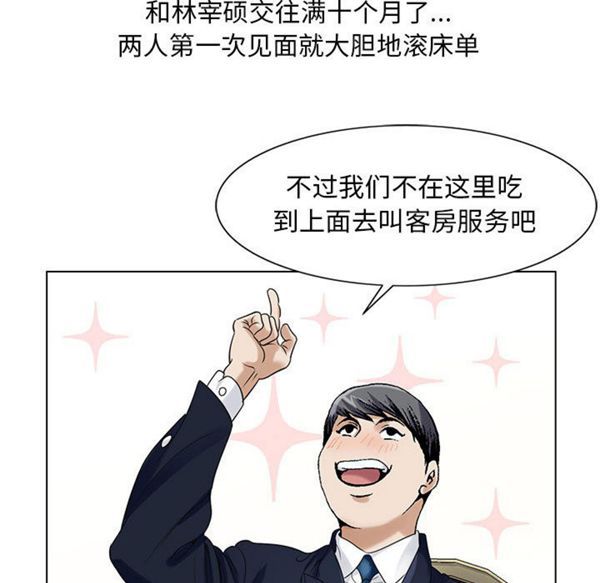 和林宰硕交往满十个月了...
两人第一次见面就大胆地滚床单
不过我们不在这里吃
到上面去叫客房服务吧